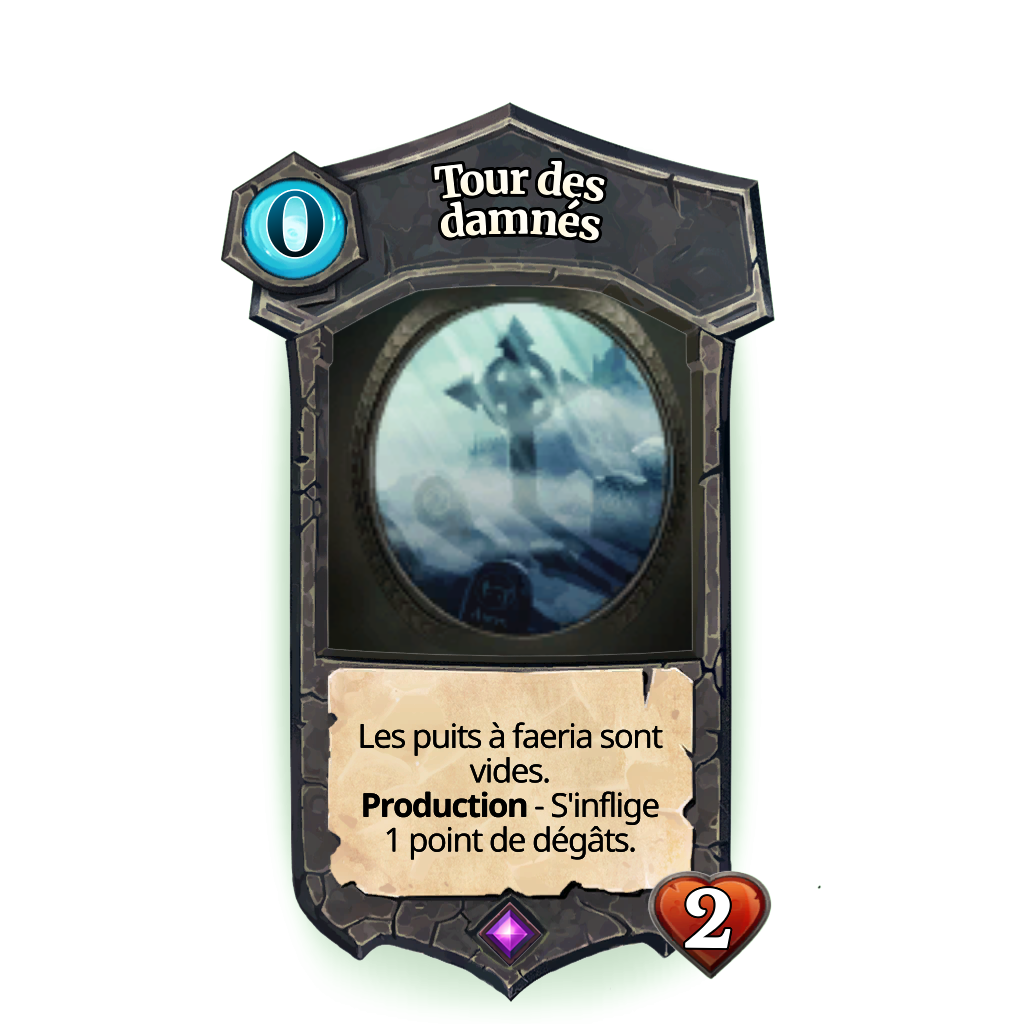 0
Tour des
damnés
Les puits à faeria sont
vides.
Production - S'inflige
1 point de dégâts.
2